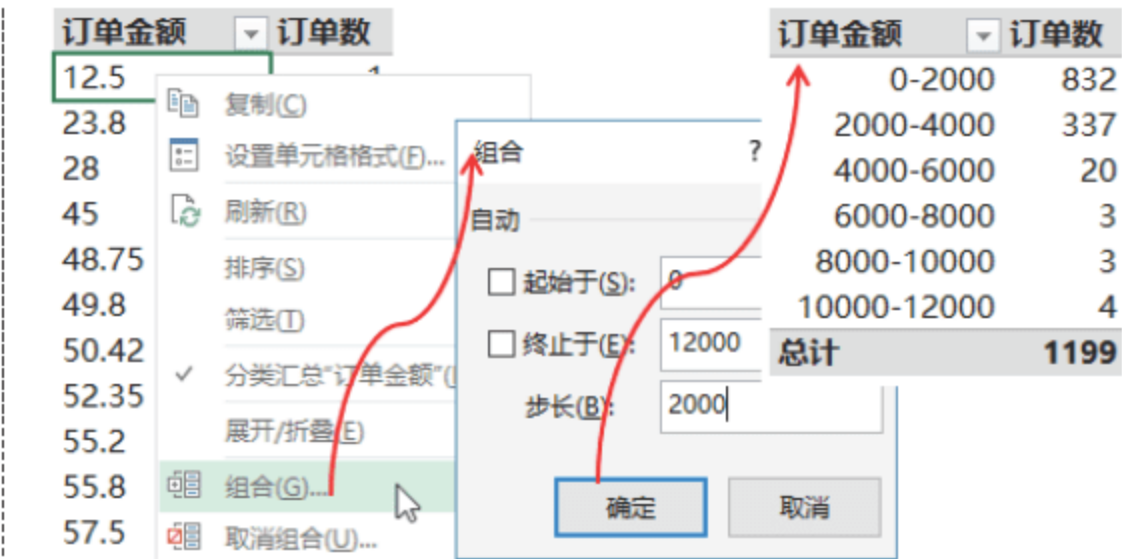 订单金额 订单数
12.5 1
23.8
28
45
48.75
49.8
50.42
52.35
55.2
55.8
57.5
复制(C)
设置单元格格式(F)...
刷新(R)
排序(S)
筛选(T)
分类汇总"订单金额"(
展开/折叠(E)
组合(G)...
取消组合(U)...
组合 ?
自动
起始于(S): 0
终止于(E): 12000
步长(B): 2000
确定 取消
订单金额 订单数
0-2000 832
2000-4000 337
4000-6000 20
6000-8000 3
8000-10000 3
10000-12000 4
总计 1199